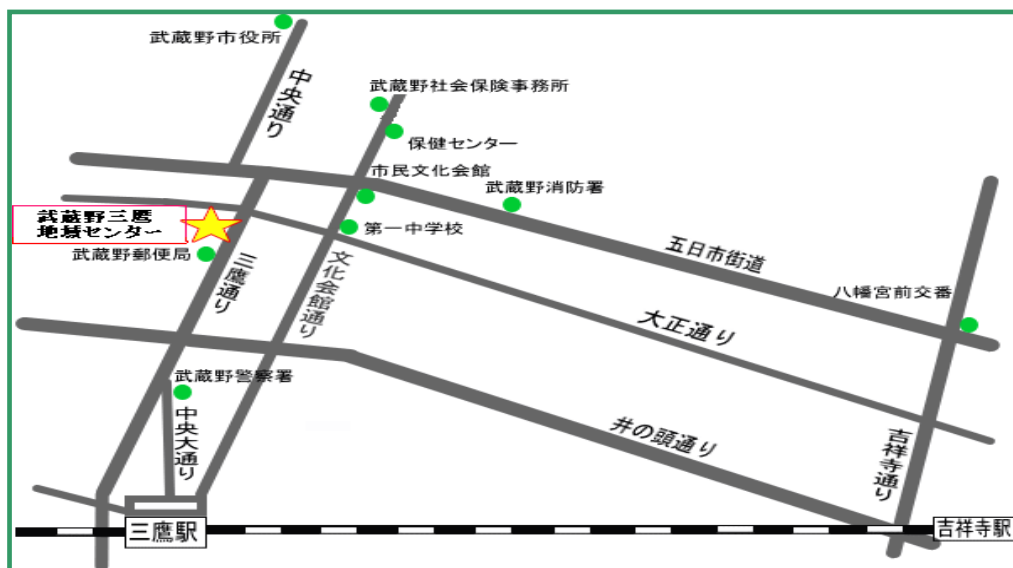 武蔵野市役所
中央通り
武蔵野社会保険事務所
保健センター
市民文化会館
武蔵野消防署
武蔵野三鷹
地域センター
第一中学校
武蔵野郵便局
三鷹通り
文化会館通り
五日市街道
八幡宮前交番
大正通り
武蔵野警察署
中央大通り
井の頭通り
吉祥寺通り
三鷹駅
吉祥寺駅